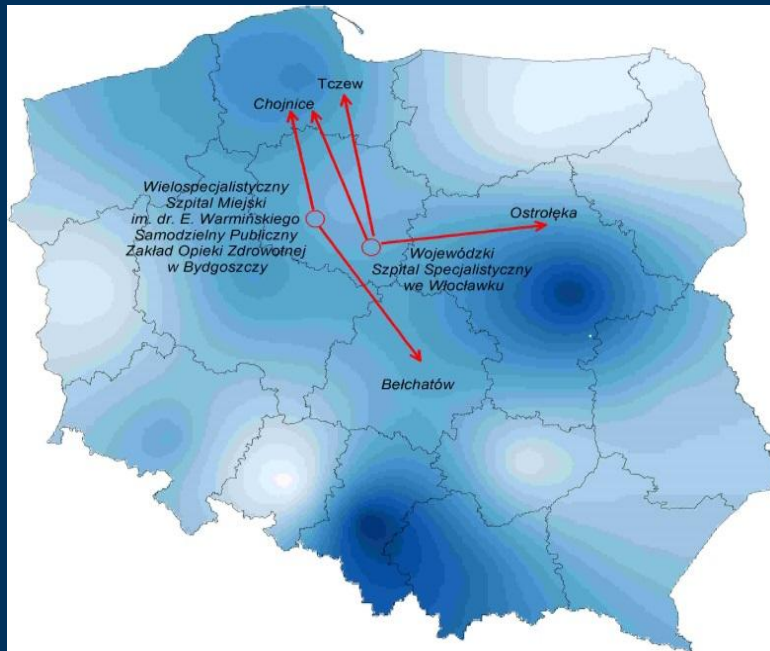 Tczew
Chojnice
Wielospecjalistyczny
Szpital Miejski
im. dr. E. Warmińskiego
Samodzielny Publiczny
Zakład Opieki Zdrowotnej
w Bydgoszczy
Ostrołęka
Wojewódzki
Szpital Specjalistyczny
we Włocławku
Bełchatów